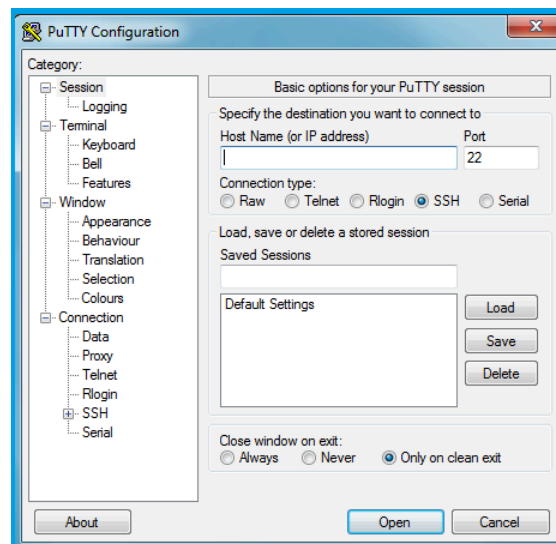 PuTTY Configuration
Category:
Session
Logging
Terminal
Keyboard
Bell
Features
Window
Appearance
Behaviour
Translation
Selection
Colours
Connection
Data
Proxy
Telnet
Rlogin
SSH
Serial
Basic options for your PuTTY session
Specify the destination you want to connect to
Host Name (or IP address) Port
22
Connection type:
Raw Telnet Rlogin SSH Serial
Load, save or delete a stored session
Saved Sessions
Default Settings
Load
Save
Delete
Close window on exit:
Always Never Only on clean exit
About Open Cancel